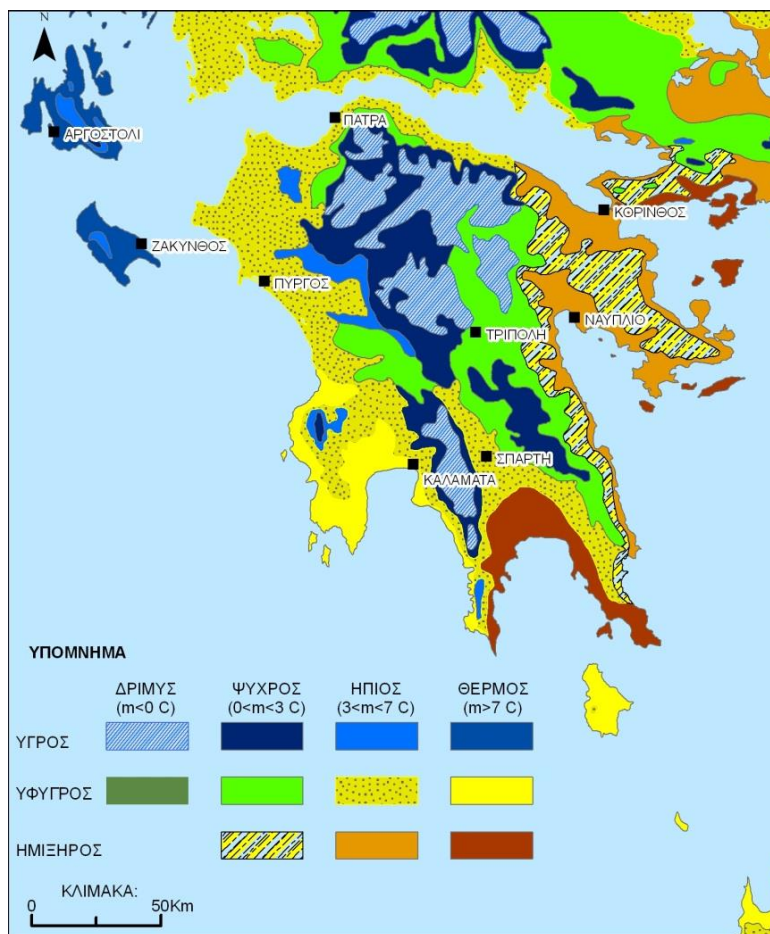 N
ΠΑΤΡΑ
ΑΡΓΟΣΤΟΛΙ
ΚΟΡΙΝΘΟΣ
ΖΑΚΥΝΘΟΣ
ΠΥΡΓΟΣ
ΝΑΥΠΛΙΟ
ΤΡΙΠΟΛΗ
ΣΠΑΡΤΗ
ΚΑΛΑΜΑΤΑ
ΥΠΟΜΝΗΜΑ
ΔΡΙΜΥΣ ΨΥΧΡΟΣ ΗΠΙΟΣ ΘΕΡΜΟΣ
(m<0 C) (0<m<3 C) (3<m<7 C) (m>7 C)
ΥΓΡΟΣ
ΥΦΥΓΡΟΣ
ΗΜΙΞΗΡΟΣ
ΚΛΙΜΑΚΑ:
0 50Km